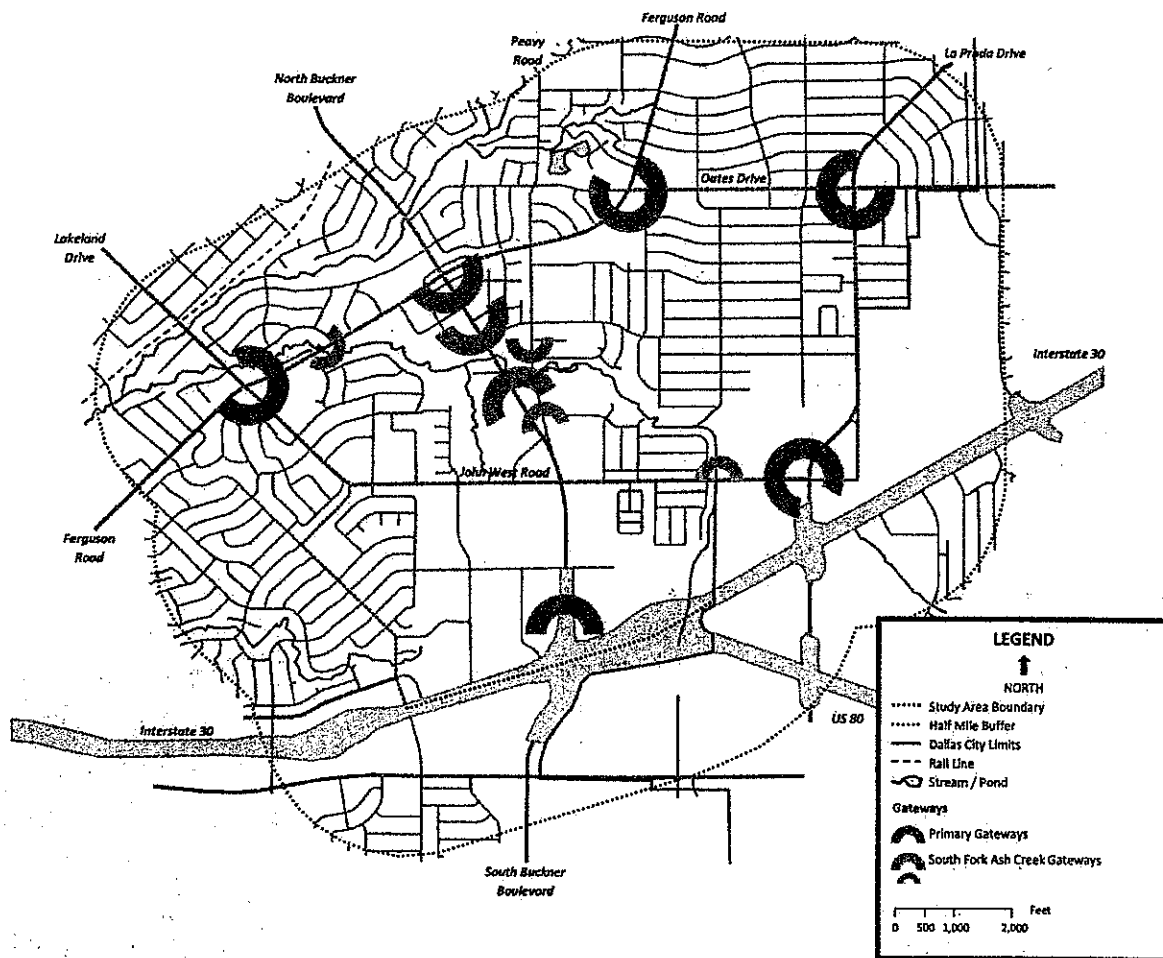 Ferguson Road
Peavy
Road
La Prada Drive
North Buckner
Boulevard
Oates Drive
Lakeland
Drive
Interstate 30
John West Road
Ferguson
Road
Interstate 30
US 80
South Buckner
Boulevard
LEGEND
NORTH
Study Area Boundary
Half Mile Buffer
Dallas City Limits
Rail Line
Stream / Pond
Gateways
Primary Gateways
South Fork Ash Creek Gateways
Feet
0 500 1,000 2,000